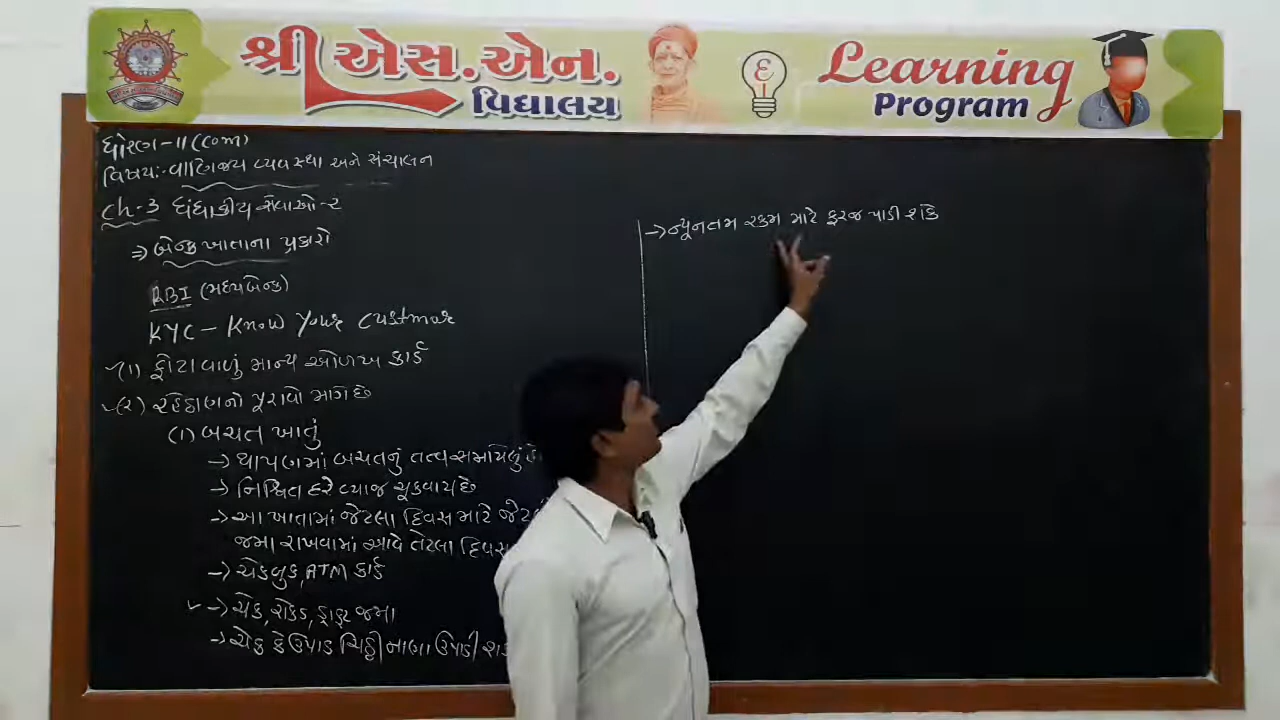 શ્રી એસ.એન. વિદ્યાલય
Learning Program
ધોરણ-11 (com)
વિષય:-વાણિજ્ય વ્યવસ્થા અને સંચાલન
ch-3 ધંધાકીય સેવાઓ-2
⇒ બેન્ક ખાતાના પ્રકારો
RBI (મધ્યબેન્ક)
KYC - Know Your Custmar
(1) ફોટાવાળું માન્ય ઓળખ કાર્ડ
(2) રહેઠાણનો પૂરાવો માગે છે
(1) બચત ખાતું
→ થાપણમાં બચતનું તત્વ સમાયેલું
→ નિશ્ચિત દરે વ્યાજ ચૂકવાય છે
→ આ ખાતામાં જેટલા દિવસ માટે
જમા રાખવામાં આવે તેટલા દિવસ
→ ચેકબુક, ATM કાર્ડ
→ ચેક, રોકડ, ડ્રાફ્ટ જમા
→ ચેક કે ઉપાડ ચિઠ્ઠી નાણા ઉપાડી
→ ન્યૂનતમ રકમ માટે ફરજ પાડી શકે